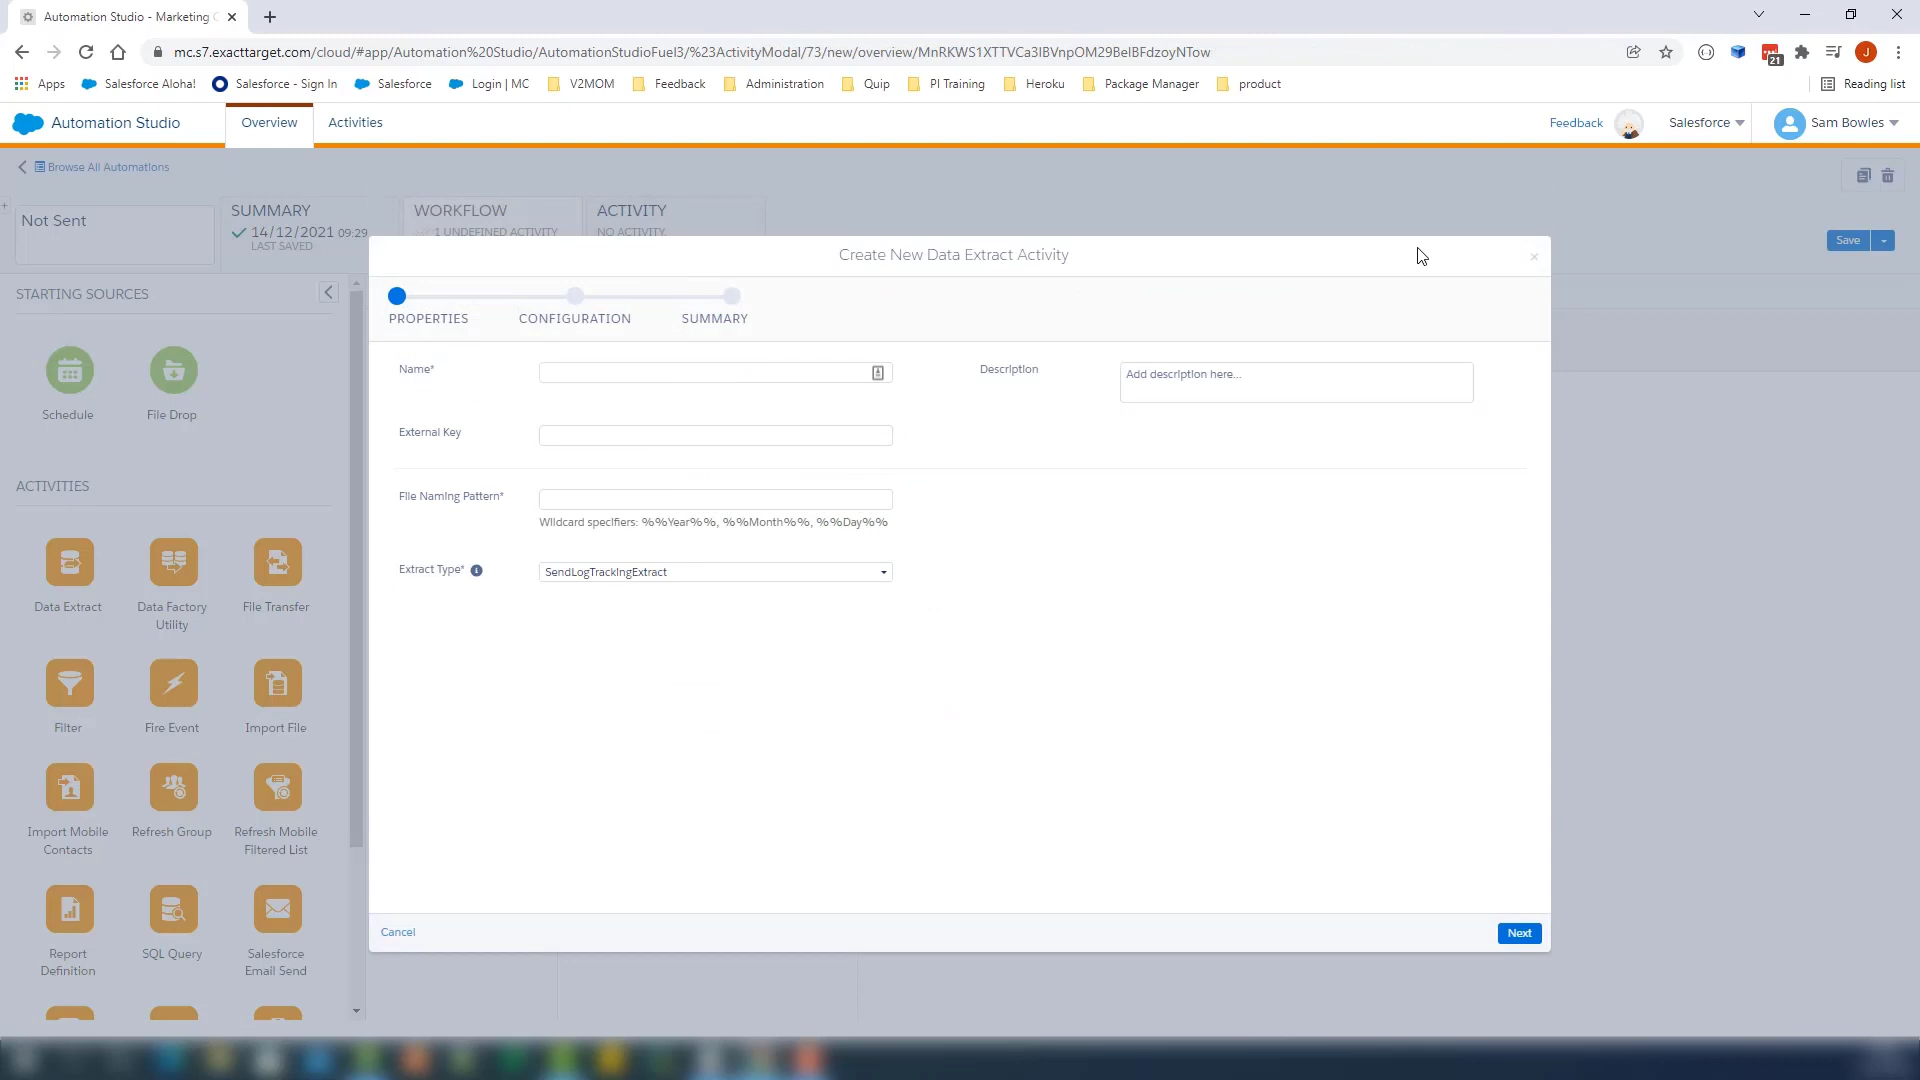 Automation Studio - Marketing C
mc.s7.exacttarget.com/cloud/#app/Automation%20Studio/AutomationStudioFuel3/%23ActivityModal/73/new/overview/MnRKWS1XTTVCa3lBVnpOM29BelBFdzoyNTow
21
J
Apps
Salesforce Aloha!
Salesforce - Sign In
Salesforce
Login | MC
V2MOM
Feedback
Administration
Quip
PI Training
Heroku
Package Manager
product
Reading list
Automation Studio
Overview
Activities
Feedback
Salesforce
Sam Bowles
Browse All Automations
Not Sent
SUMMARY
14/12/2021 09:29
LAST SAVED
WORKFLOW
1 UNDEFINED ACTIVITY
ACTIVITY
NO ACTIVITY
Save
STARTING SOURCES
Schedule
File Drop
ACTIVITIES
Data Extract
Data Factory
Utility
File Transfer
Filter
Fire Event
Import File
Import Mobile
Contacts
Refresh Group
Refresh Mobile
Filtered List
Report
Definition
SQL Query
Salesforce
Email Send
Create New Data Extract Activity
PROPERTIES
CONFIGURATION
SUMMARY
Name*
Description
Add description here...
External Key
File Naming Pattern*
Wildcard specifiers: %%Year%%, %%Month%%, %%Day%%
Extract Type*
SendLogTrackingExtract
Cancel
Next